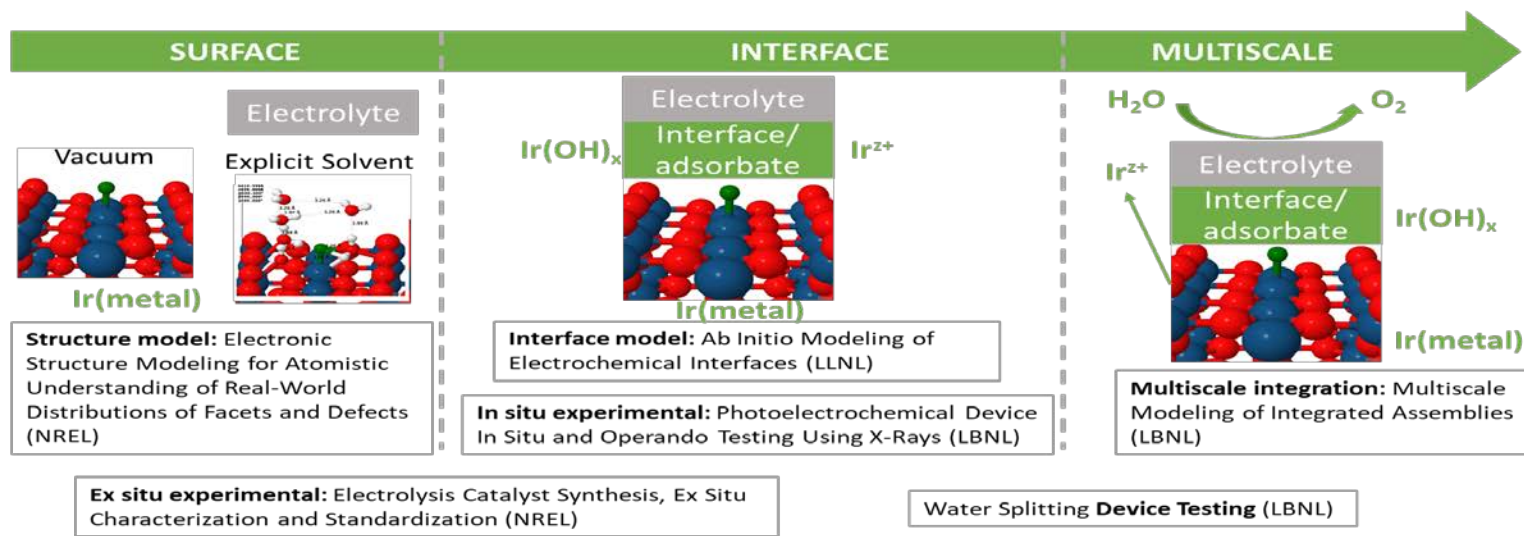 SURFACE
INTERFACE
MULTISCALE
Electrolyte
Vacuum
Explicit Solvent
Ir(metal)
Structure model: Electronic
Structure Modeling for Atomistic
Understanding of Real-World
Distributions of Facets and Defects
(NREL)
Electrolyte
Interface/
adsorbate
Ir(OH)ₓ
Irᶻ⁺
Ir(metal)
Interface model: Ab Initio Modeling of
Electrochemical Interfaces (LLNL)
In situ experimental: Photoelectrochemical Device
In Situ and Operando Testing Using X-Rays (LBNL)
H₂O
O₂
Irᶻ⁺
Electrolyte
Interface/
adsorbate
Ir(OH)ₓ
Ir(metal)
Multiscale integration: Multiscale
Modeling of Integrated Assemblies
(LBNL)
Ex situ experimental: Electrolysis Catalyst Synthesis, Ex Situ
Characterization and Standardization (NREL)
Water Splitting Device Testing (LBNL)